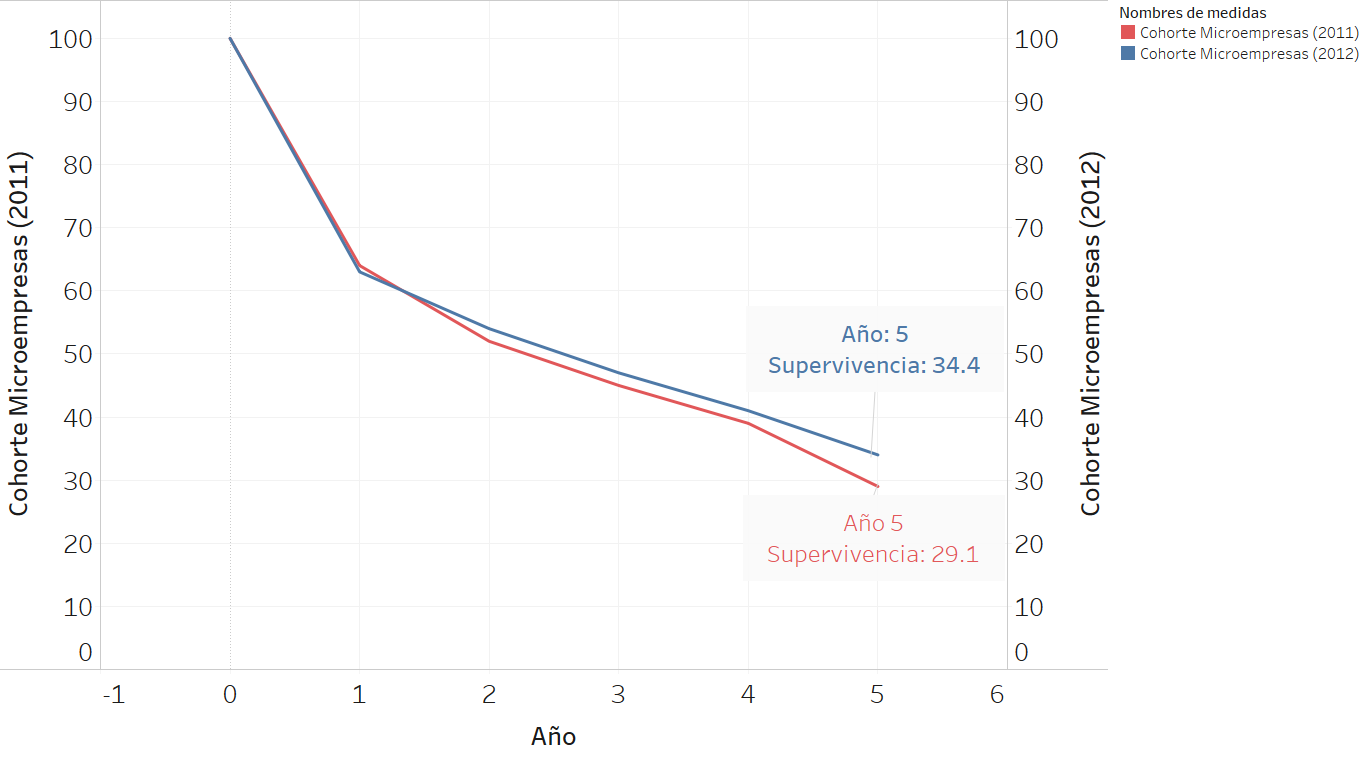 Nombres de medidas
Cohorte Microempresas (2011)
Cohorte Microempresas (2012)
Cohorte Microempresas (2011)
100
90
80
70
60
50
40
30
20
10
0
Año: 5
Supervivencia: 34.4
Año 5
Supervivencia: 29.1
100
90
80
70
60
50
40
30
20
10
0
Cohorte Microempresas (2012)
-1 0 1 2 3 4 5 6
Año